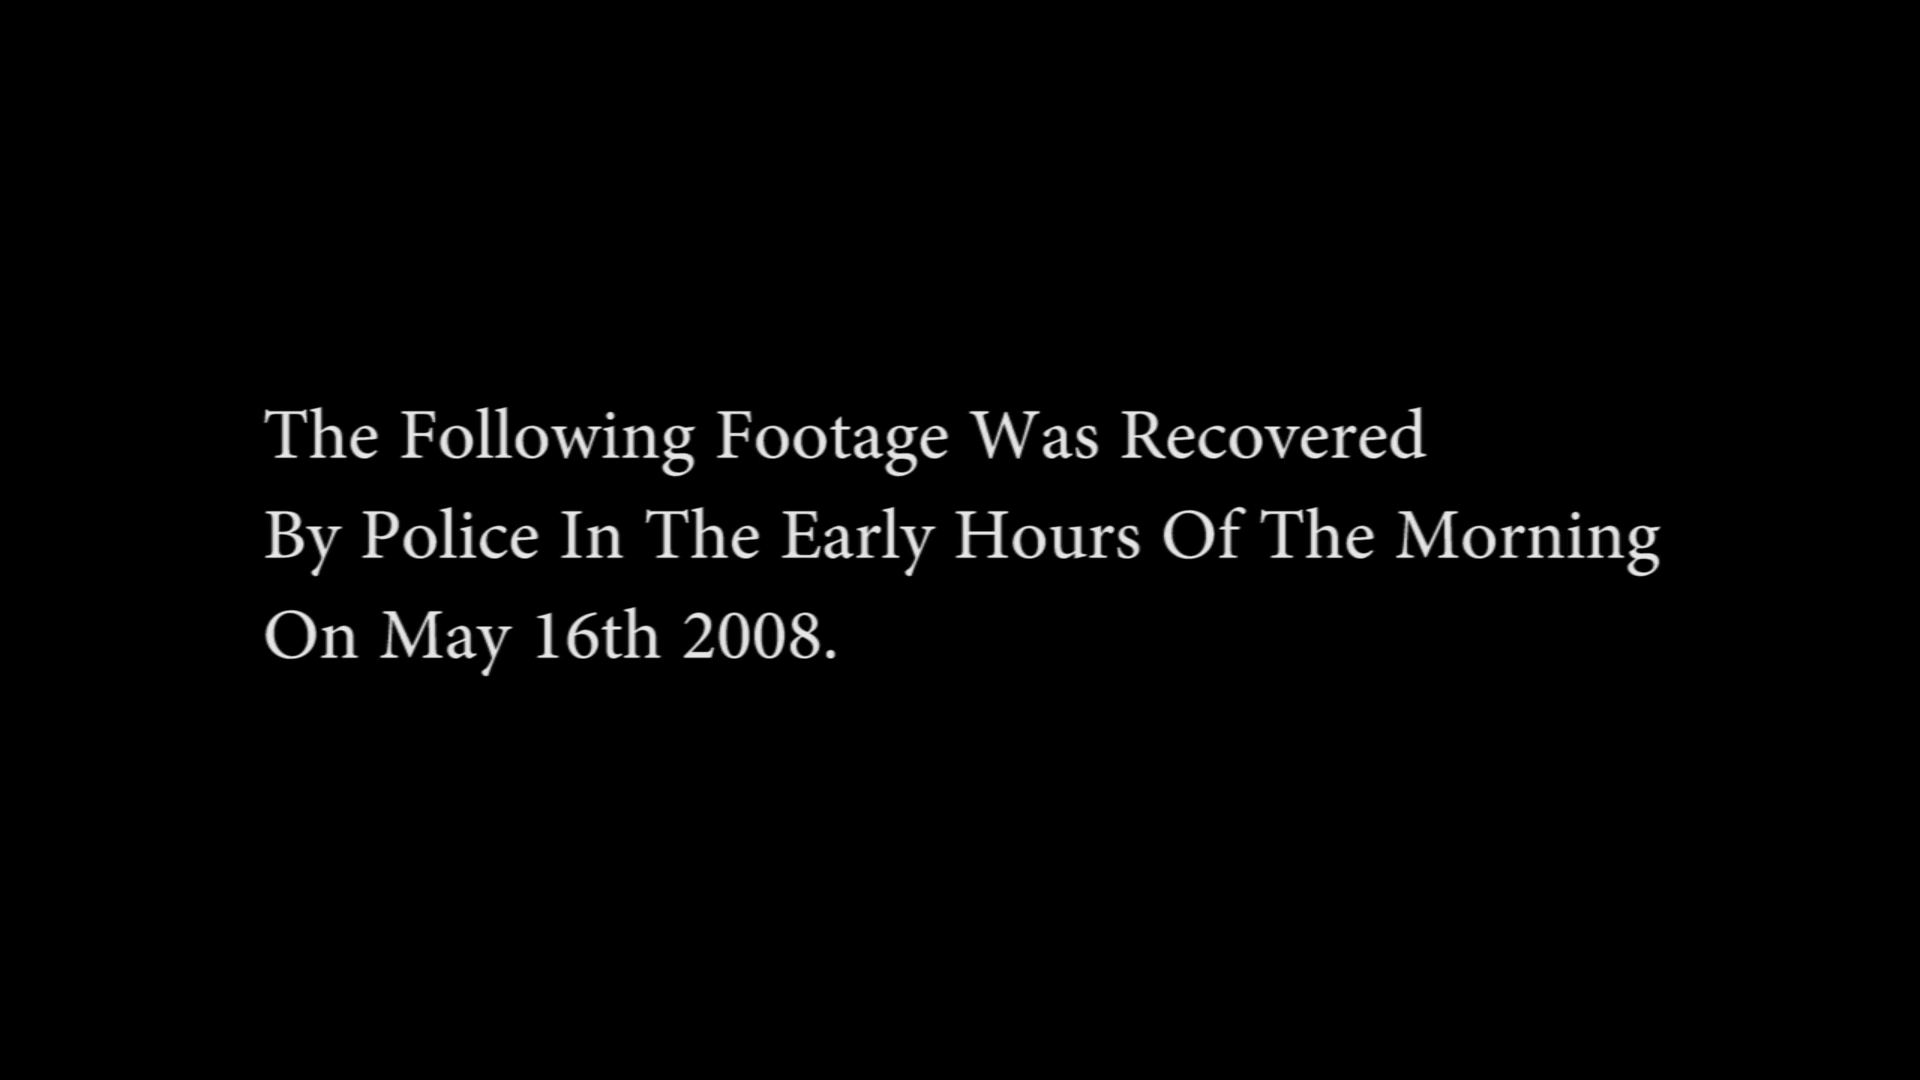 The Following Footage Was Recovered
By Police In The Early Hours Of The Morning
On May 16th 2008.